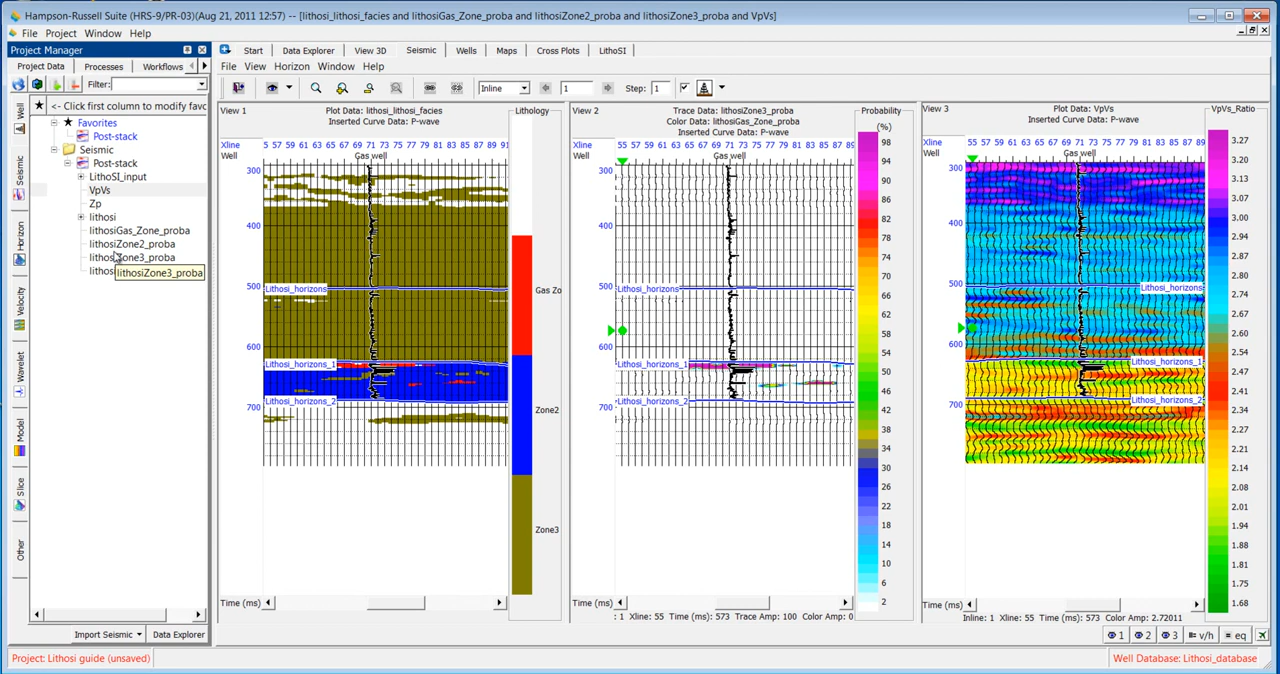 Hampson-Russell Suite (HRS-9/PR-03)(Aug 21, 2011 12:57) -- [lithosi_lithosi_facies and lithosiGas_Zone_proba and lithosiZone2_proba and lithosiZone3_proba and VpVs]
File Project Window Help
Project Manager
Start Data Explorer View 3D Seismic Wells Maps Cross Plots LithoSI
Project Data Processes Workflows
File View Horizon Window Help
Filter:
Inline 1 Step: 1
<- Click first column to modify favc
Favorites
Post-stack
Seismic
Post-stack
LithoSI_input
VpVs
Zp
lithosi
lithosiGas_Zone_proba
lithosiZone2_proba
lithosiZone3_proba
lithos
lithosiZone3_proba
Well
Seismic
Horizon
Velocity
Wavelet
Model
Slice
Other
Import Seismic Data Explorer
View 1
Plot Data: lithosi_lithosi_facies
Inserted Curve Data: P-wave
Lithology
Xline 5 57 59 61 63 65 67 69 71 73 75 77 79 81 83 85 87 89 91
Well Gas well
300
400
500
600
700
Lithosi_horizons
Lithosi_horizons_1
Lithosi_horizons_2
Gas Zo
Zone2
Zone3
Time (ms)
View 2
Trace Data: lithosiZone3_proba
Color Data: lithosiGas_Zone_proba
Inserted Curve Data: P-wave
Probability
(%)
Xline 55 57 59 61 63 65 67 69 71 73 75 77 79 81 83 85 87 89
Well Gas well
300
400
500
600
700
Lithosi_horizons
Lithosi_horizons_1
Lithosi_horizons_2
98
94
90
86
82
78
74
70
66
62
58
54
50
46
42
38
34
30
26
22
18
14
10
6
2
Time (ms)
: 1 Xline: 55 Time (ms): 573 Trace Amp: 100 Color Amp: 0
View 3
Plot Data: VpVs
Inserted Curve Data: P-wave
VpVs_Ratio
Xline 55 57 59 61 63 65 67 69 71 73 75 77 79 81 83 85 87 89
Well Gas well
300
400
500
600
700
Lithosi_horizons
Lithosi_horizons_1
Lithosi_horizons_2
3.27
3.20
3.13
3.07
3.00
2.93
2.87
2.80
2.74
2.67
2.60
2.54
2.47
2.41
2.34
2.27
2.21
2.14
2.08
2.01
1.94
1.88
1.81
1.75
1.68
Time (ms)
Inline: 1 Xline: 55 Time (ms): 573 Color Amp: 2.72011
1 2 3 v/h = eq
Project: Lithosi guide (unsaved)
Well Database: Lithosi_database